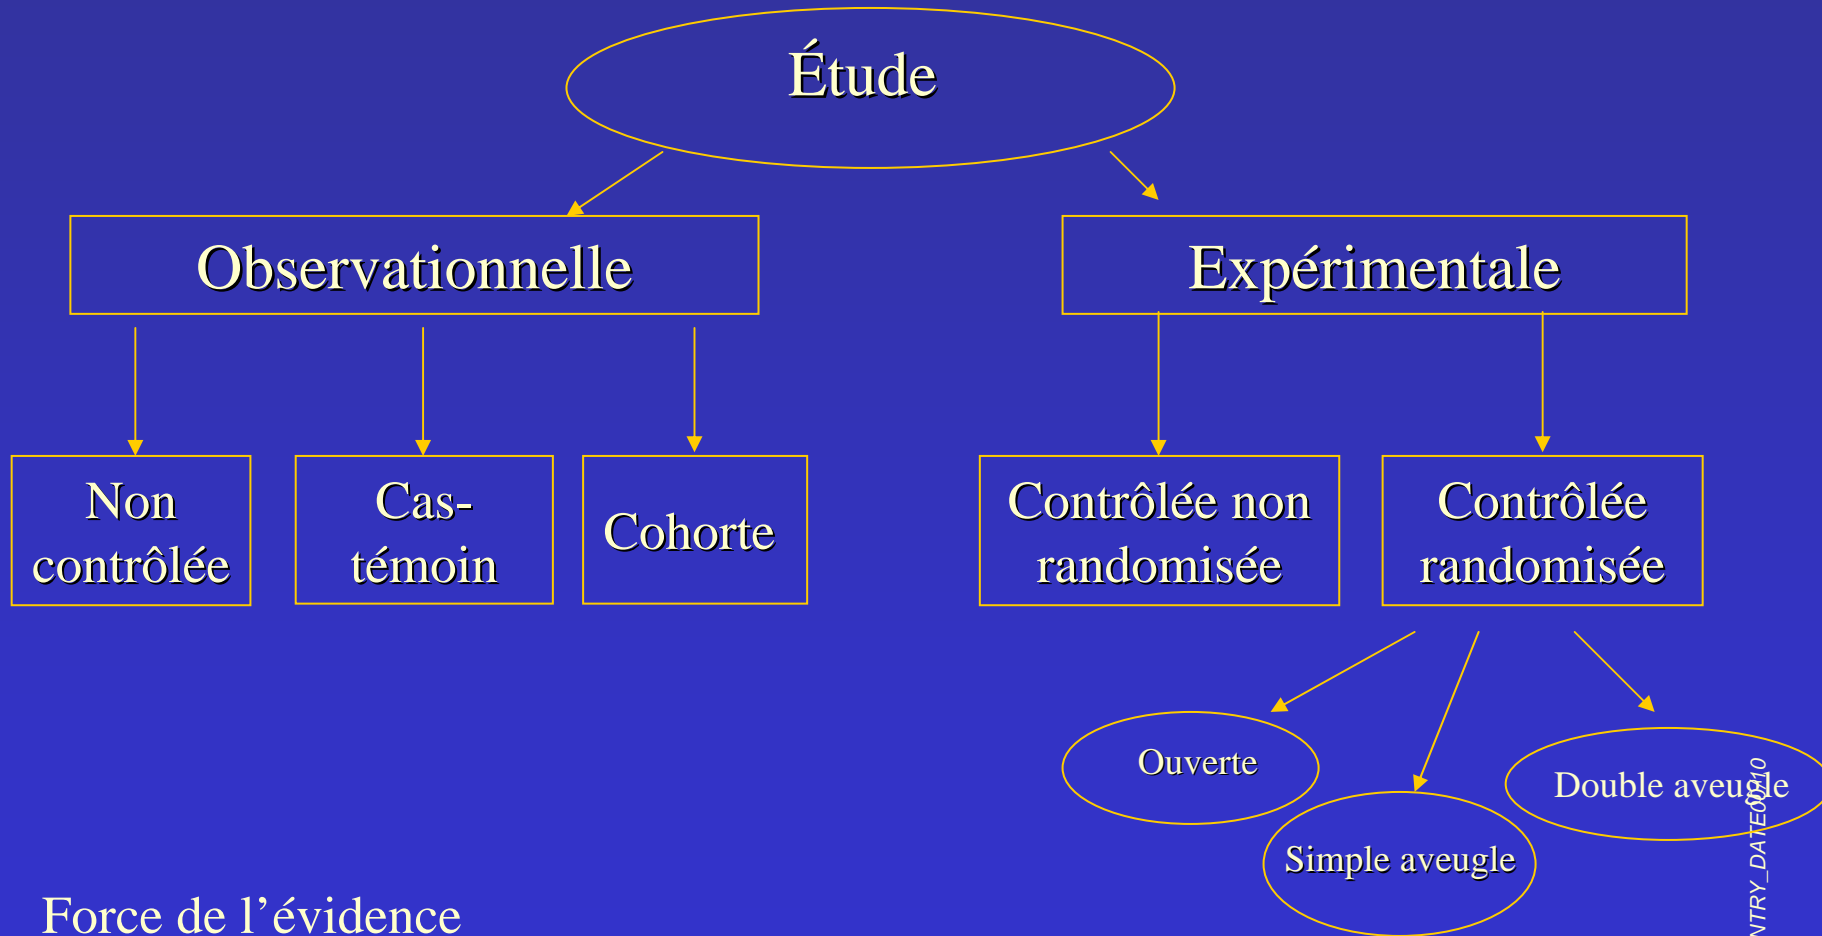 Étude
Observationnelle
Expérimentale
Non
contrôlée
Cas-
témoin
Cohorte
Contrôlée non
randomisée
Contrôlée
randomisée
Ouverte
Simple aveugle
Double aveugle
Force de l’évidence